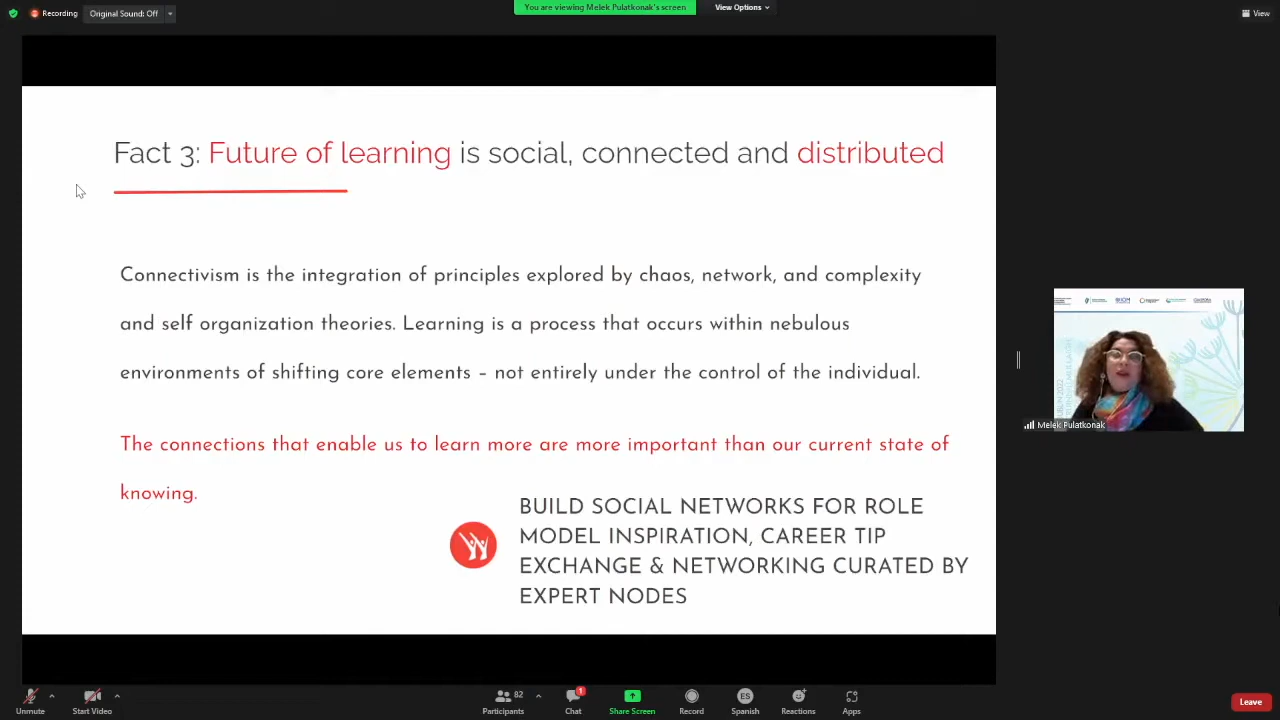 Recording
Original Sound: Off
You are viewing Melek Pulatkonak's screen
View Options
View
Fact 3: Future of learning is social, connected and distributed
Connectivism is the integration of principles explored by chaos, network, and complexity
and self organization theories. Learning is a process that occurs within nebulous
environments of shifting core elements – not entirely under the control of the individual.
The connections that enable us to learn more are more important than our current state of
knowing.
BUILD SOCIAL NETWORKS FOR ROLE
MODEL INSPIRATION, CAREER TIP
EXCHANGE & NETWORKING CURATED BY
EXPERT NODES
Melek Pulatkonak
Unmute
Start Video
82
Participants
1
Chat
Share Screen
Record
ES
Spanish
Reactions
Apps
Leave